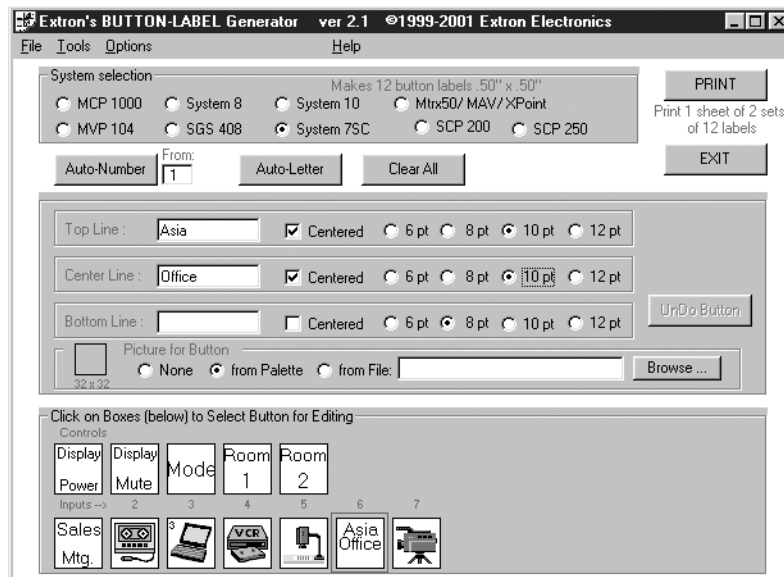 Extron's BUTTON-LABEL Generator ver 2.1 ©1999-2001 Extron Electronics
File Tools Options Help
System selection
Makes 12 button labels .50" x .50"
MCP 1000 System 8 System 10 Mtrx50/ MAV/ XPoint
MVP 104 SGS 408 System 7SC SCP 200 SCP 250
PRINT
Print 1 sheet of 2 sets
of 12 labels
EXIT
Auto-Number From: 1 Auto-Letter Clear All
Top Line : Asia Centered 6 pt 8 pt 10 pt 12 pt
Center Line : Office Centered 6 pt 8 pt 10 pt 12 pt
Bottom Line : Centered 6 pt 8 pt 10 pt 12 pt
UnDo Button
Picture for Button
32 x 32 None from Palette from File: Browse ...
Click on Boxes (below) to Select Button for Editing
Controls
Display Power
Display Mute
Mode
Room 1
Room 2
Inputs --> 2 3 4 5 6 7
Sales Mtg.
3
VCR
Asia Office